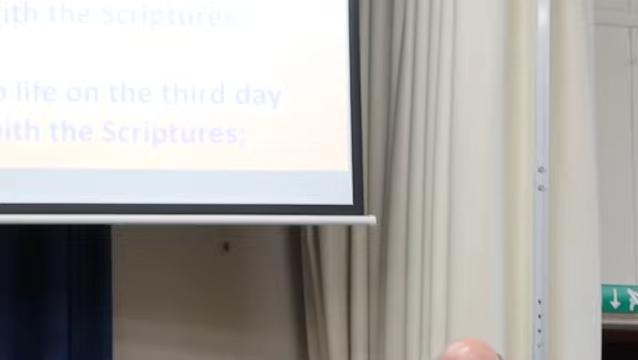 ith the Scriptures
life on the third day
ith the Scriptures;